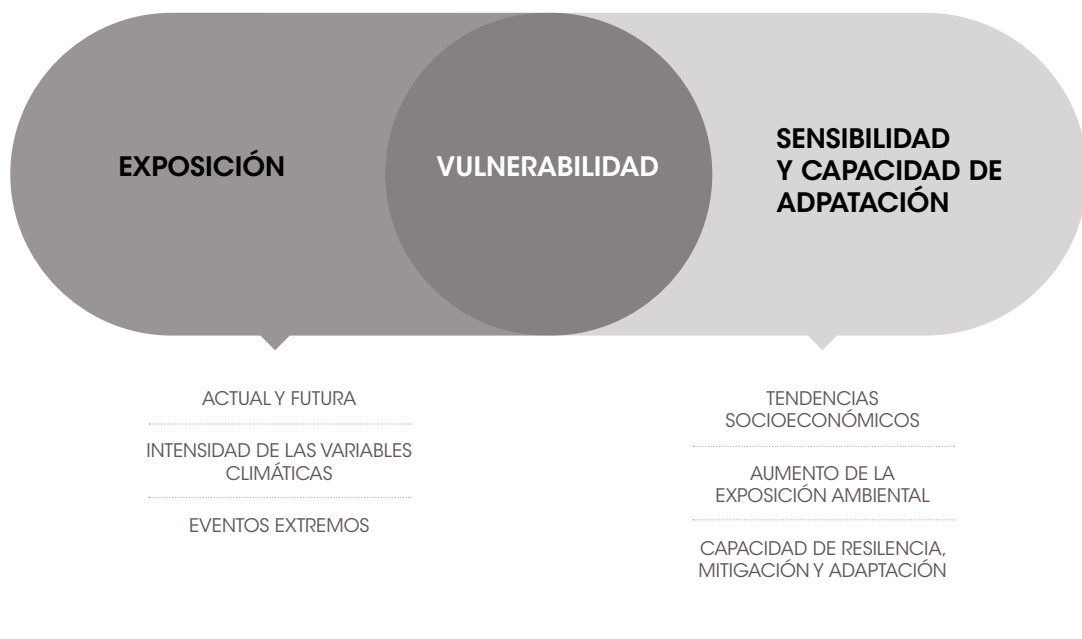 EXPOSICIÓN
VULNERABILIDAD
SENSIBILIDAD
Y CAPACIDAD DE
ADPATACIÓN
ACTUAL Y FUTURA
INTENSIDAD DE LAS VARIABLES
CLIMÁTICAS
EVENTOS EXTREMOS
TENDENCIAS
SOCIOECONÓMICOS
AUMENTO DE LA
EXPOSICIÓN AMBIENTAL
CAPACIDAD DE RESILENCIA,
MITIGACIÓN Y ADAPTACIÓN